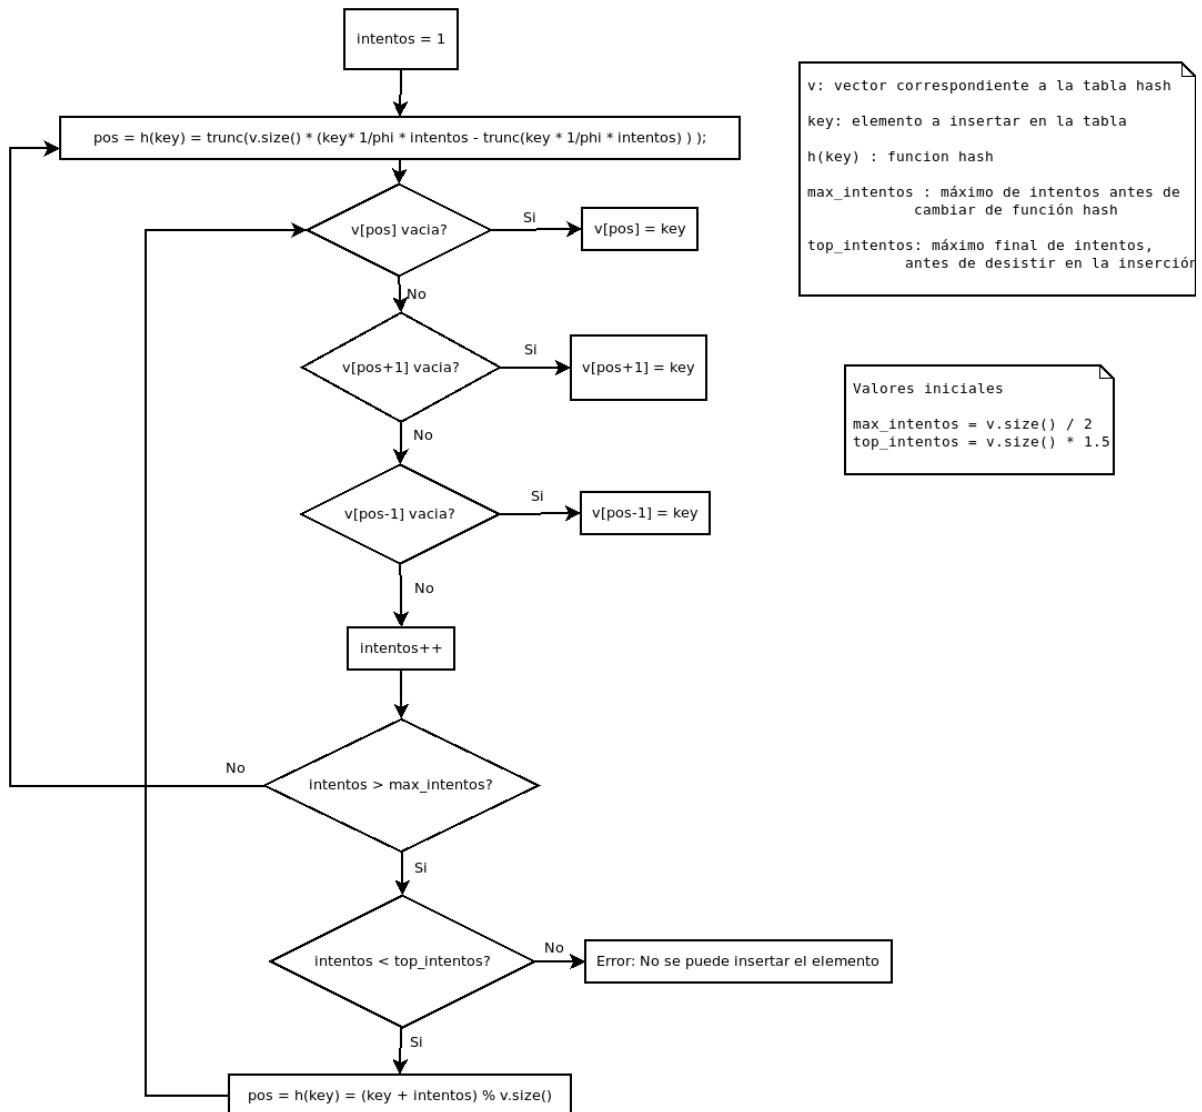 intentos = 1
pos = h(key) = trunc(v.size() * (key* 1/phi * intentos - trunc(key * 1/phi * intentos) ) );
v[pos] vacia?
Si
v[pos] = key
No
v[pos+1] vacia?
Si
v[pos+1] = key
No
v[pos-1] vacia?
Si
v[pos-1] = key
No
intentos++
intentos > max_intentos?
No
Si
intentos < top_intentos?
No
Error: No se puede insertar el elemento
Si
pos = h(key) = (key + intentos) % v.size()
v: vector correspondiente a la tabla hash
key: elemento a insertar en la tabla
h(key) : funcion hash
max_intentos : máximo de intentos antes de
cambiar de función hash
top_intentos: máximo final de intentos,
antes de desistir en la inserción
Valores iniciales
max_intentos = v.size() / 2
top_intentos = v.size() * 1.5